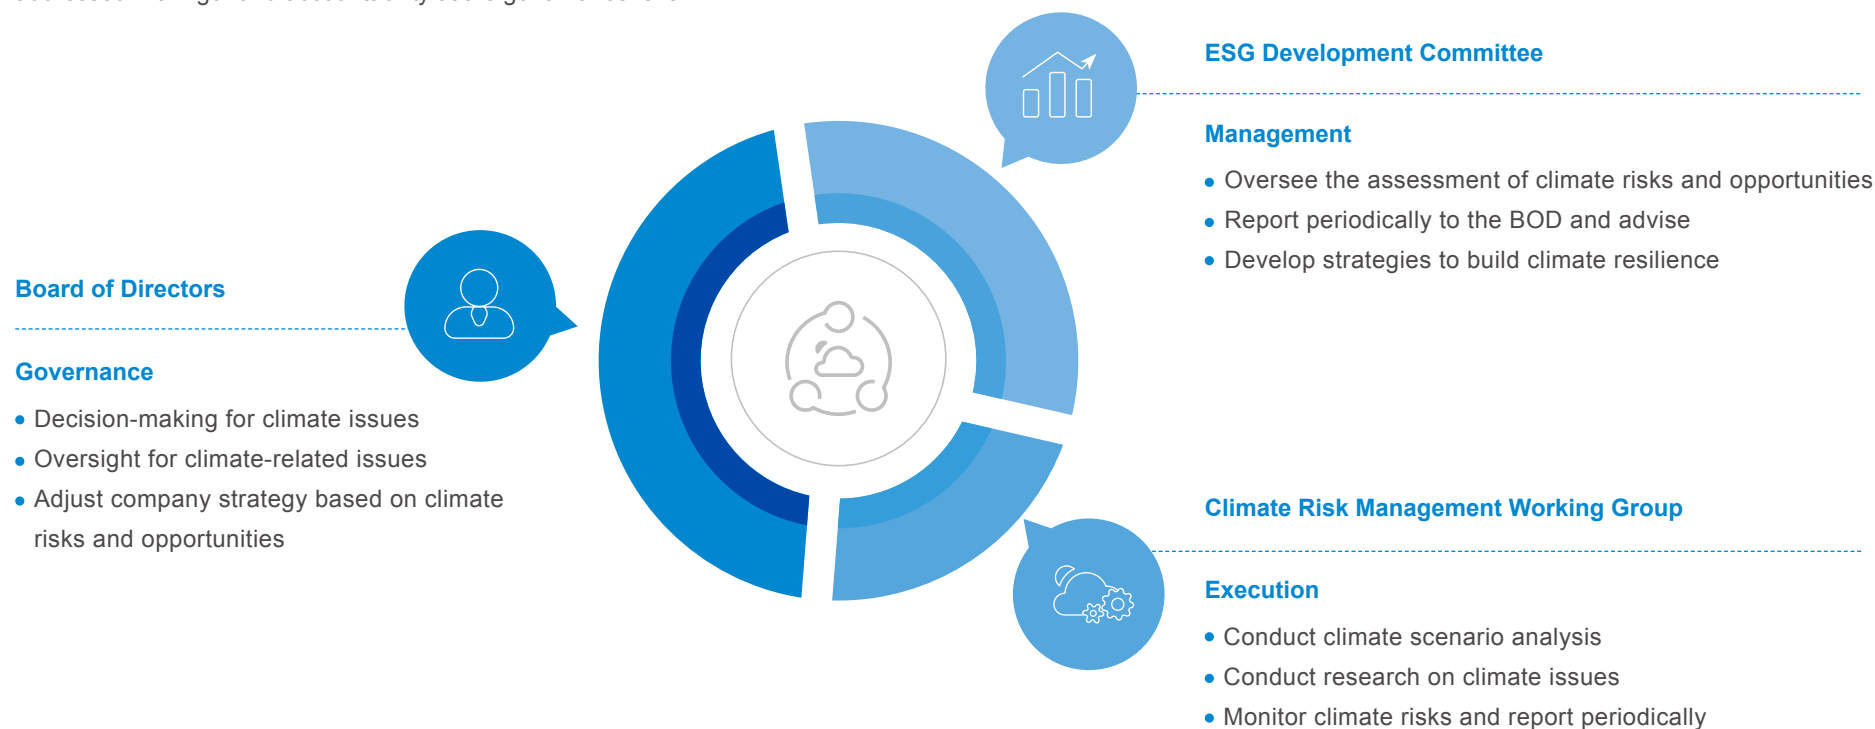 Board of Directors
Governance
Decision-making for climate issues
Oversight for climate-related issues
Adjust company strategy based on climate
risks and opportunities
ESG Development Committee
Management
Oversee the assessment of climate risks and opportunities
Report periodically to the BOD and advise
Develop strategies to build climate resilience
Climate Risk Management Working Group
Execution
Conduct climate scenario analysis
Conduct research on climate issues
Monitor climate risks and report periodically